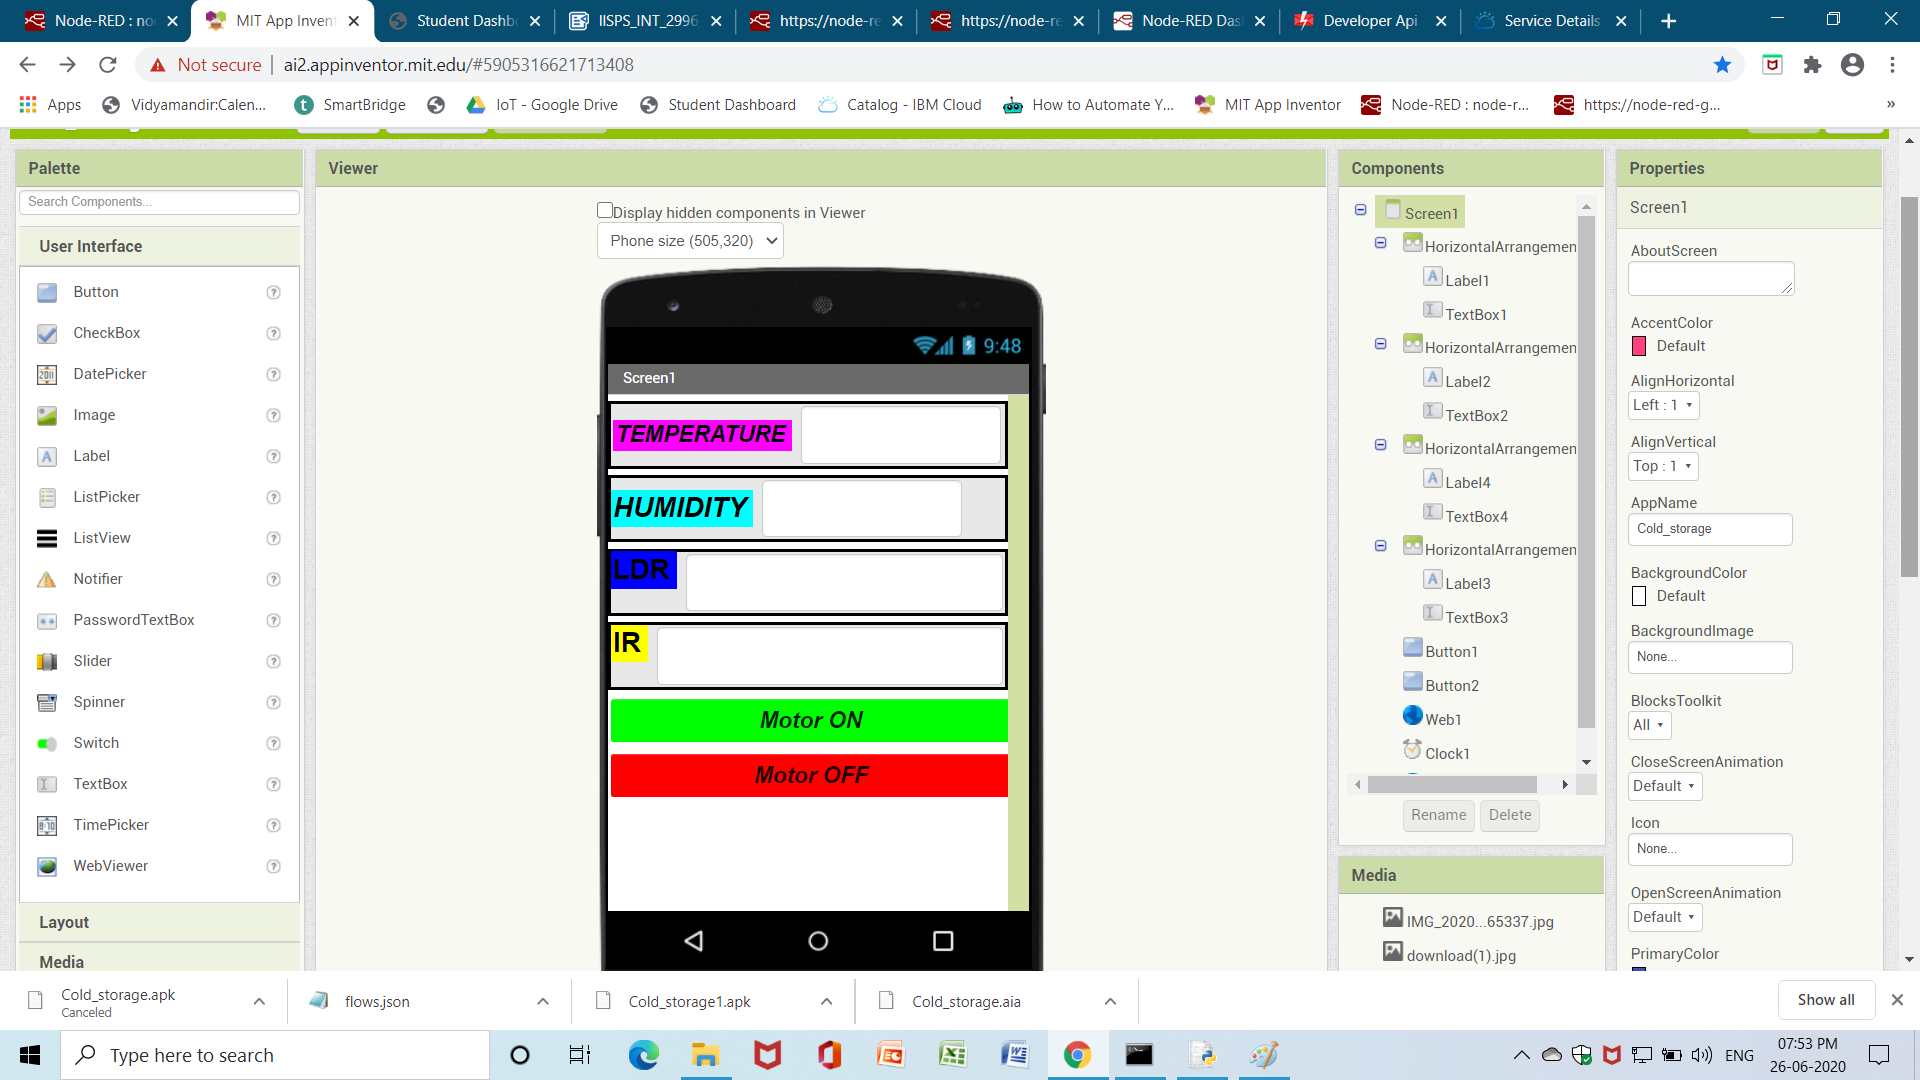 Node-RED : no
MIT App Inven
Student Dashb
IISPS_INT_2996
https://node-re
https://node-re
Node-RED Das
Developer Api
Service Details
Not secure
ai2.appinventor.mit.edu/#5905316621713408
Apps
Vidyamandir:Calen...
SmartBridge
IoT - Google Drive
Student Dashboard
Catalog - IBM Cloud
How to Automate Y...
MIT App Inventor
Node-RED : node-r...
https://node-red-g...
»
Palette
Search Components...
User Interface
Button
CheckBox
DatePicker
Image
Label
ListPicker
ListView
Notifier
PasswordTextBox
Slider
Spinner
Switch
TextBox
TimePicker
WebViewer
Layout
Media
Viewer
Display hidden components in Viewer
Phone size (505,320)
9:48
Screen1
TEMPERATURE
HUMIDITY
LDR
IR
Motor ON
Motor OFF
Components
Screen1
HorizontalArrangemen
Label1
TextBox1
HorizontalArrangemen
Label2
TextBox2
HorizontalArrangemen
Label4
TextBox4
HorizontalArrangemen
Label3
TextBox3
Button1
Button2
Web1
Clock1
Rename
Delete
Media
IMG_2020...65337.jpg
download(1).jpg
Properties
Screen1
AboutScreen
AccentColor
Default
AlignHorizontal
Left : 1
AlignVertical
Top : 1
AppName
Cold_storage
BackgroundColor
Default
BackgroundImage
None...
BlocksToolkit
All
CloseScreenAnimation
Default
Icon
None...
OpenScreenAnimation
Default
PrimaryColor
Cold_storage.apk
Canceled
flows.json
Cold_storage1.apk
Cold_storage.aia
Show all
Type here to search
ENG
07:53 PM
26-06-2020